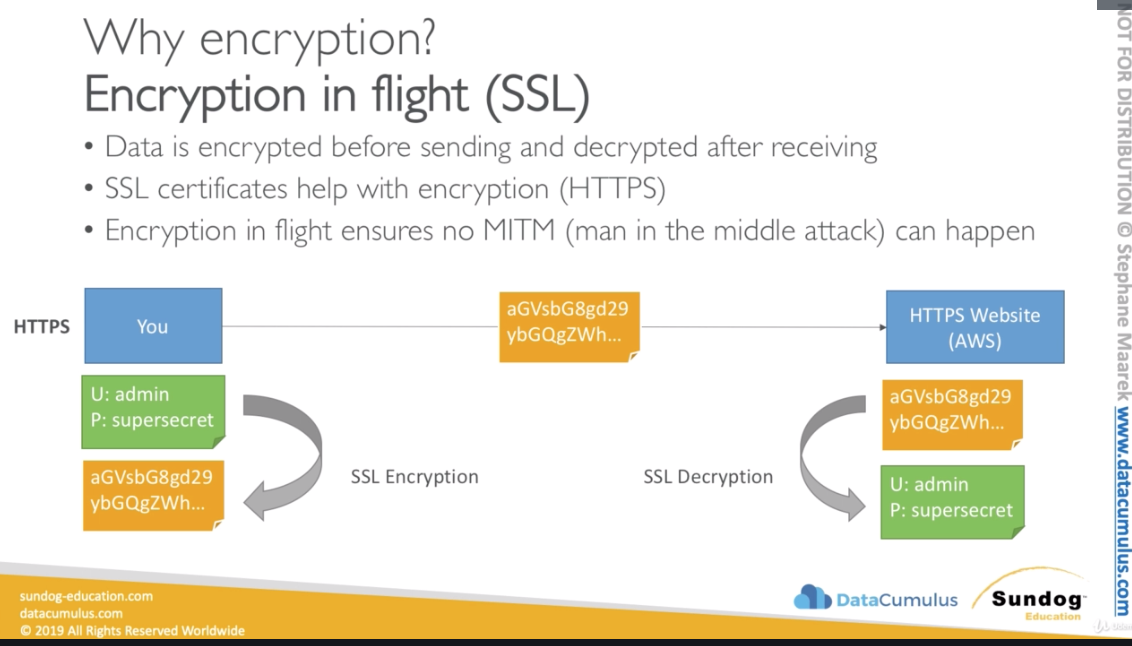 Why encryption?
Encryption in flight (SSL)
• Data is encrypted before sending and decrypted after receiving
• SSL certificates help with encryption (HTTPS)
• Encryption in flight ensures no MITM (man in the middle attack) can happen
HTTPS
You
aGVsbG8gd29
ybGQgZWh...
HTTPS Website
(AWS)
U: admin
P: supersecret
aGVsbG8gd29
ybGQgZWh...
SSL Encryption
SSL Decryption
aGVsbG8gd29
ybGQgZWh...
U: admin
P: supersecret
sundog-education.com
datacumulus.com
© 2019 All Rights Reserved Worldwide
DataCumulus
Sundog
Education
NOT FOR DISTRIBUTION © Stephane Maarek www.datacumulus.com